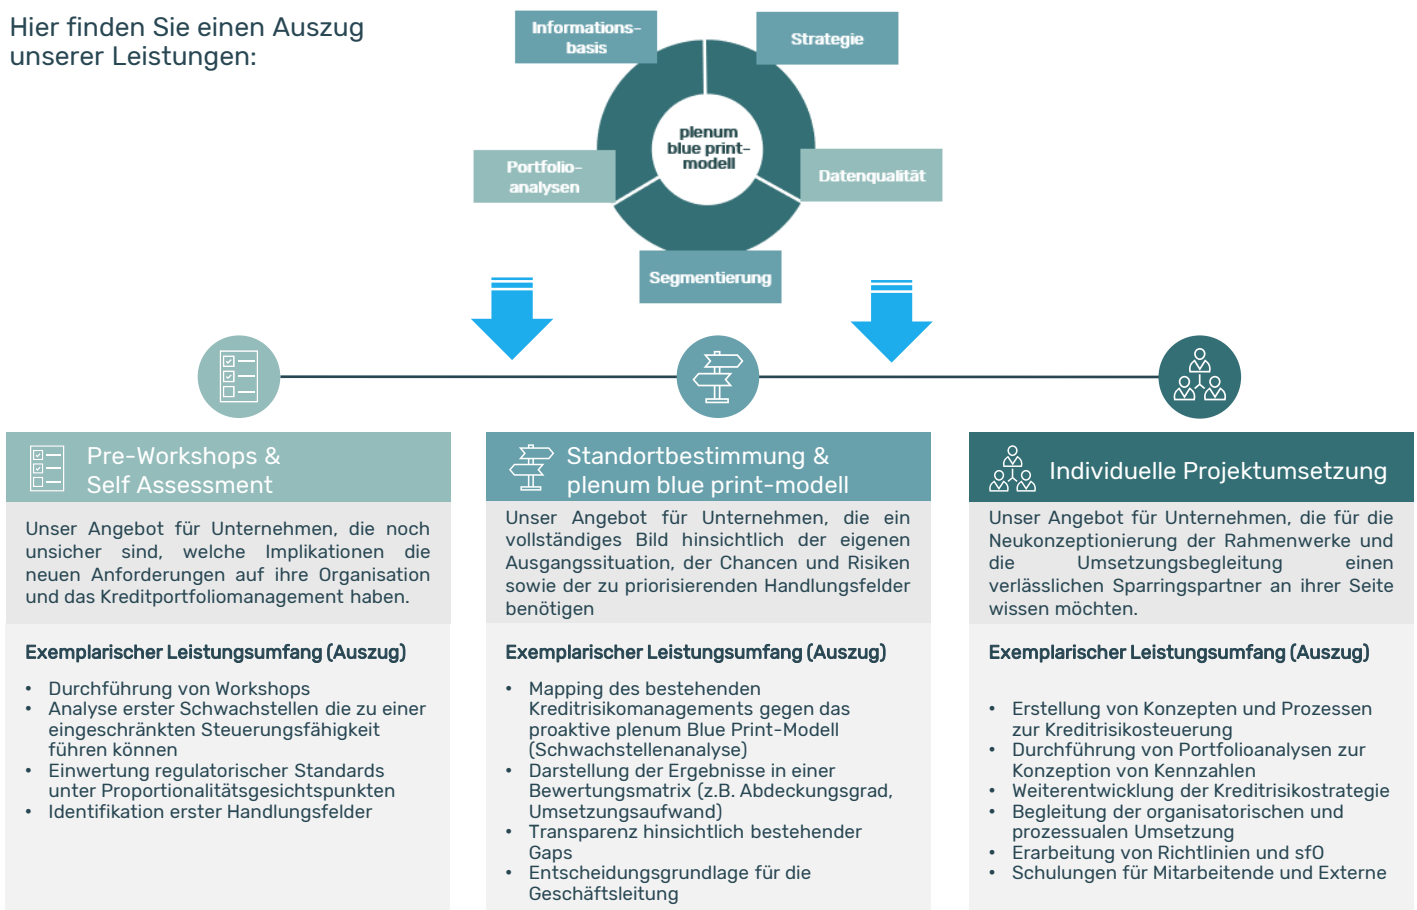 Hier finden Sie einen Auszug
unserer Leistungen:
Informations-
basis
Strategie
plenum
blue print-
modell
Portfolio-
analysen
Datenqualität
Segmentierung
Pre-Workshops &
Self Assessment
Unser Angebot für Unternehmen, die noch
unsicher sind, welche Implikationen die
neuen Anforderungen auf ihre Organisation
und das Kreditportfoliomanagement haben.
Exemplarischer Leistungsumfang (Auszug)
• Durchführung von Workshops
• Analyse erster Schwachstellen die zu einer
eingeschränkten Steuerungsfähigkeit
führen können
• Einwertung regulatorischer Standards
unter Proportionalitätsgesichtspunkten
• Identifikation erster Handlungsfelder
Standortbestimmung &
plenum blue print-modell
Unser Angebot für Unternehmen, die ein
vollständiges Bild hinsichtlich der eigenen
Ausgangssituation, der Chancen und Risiken
sowie der zu priorisierenden Handlungsfelder
benötigen
Exemplarischer Leistungsumfang (Auszug)
• Mapping des bestehenden
Kreditrisikomanagements gegen das
proaktive plenum Blue Print-Modell
(Schwachstellenanalyse)
• Darstellung der Ergebnisse in einer
Bewertungsmatrix (z.B. Abdeckungsgrad,
Umsetzungsaufwand)
• Transparenz hinsichtlich bestehender
Gaps
• Entscheidungsgrundlage für die
Geschäftsleitung
Individuelle Projektumsetzung
Unser Angebot für Unternehmen, die für die
Neukonzeptionierung der Rahmenwerke und
die Umsetzungsbegleitung einen
verlässlichen Sparringspartner an ihrer Seite
wissen möchten.
Exemplarischer Leistungsumfang (Auszug)
• Erstellung von Konzepten und Prozessen
zur Kreditrisikosteuerung
• Durchführung von Portfolioanalysen zur
Konzeption von Kennzahlen
• Weiterentwicklung der Kreditrisikostrategie
• Begleitung der organisatorischen und
prozessualen Umsetzung
• Erarbeitung von Richtlinien und sfO
• Schulungen für Mitarbeitende und Externe